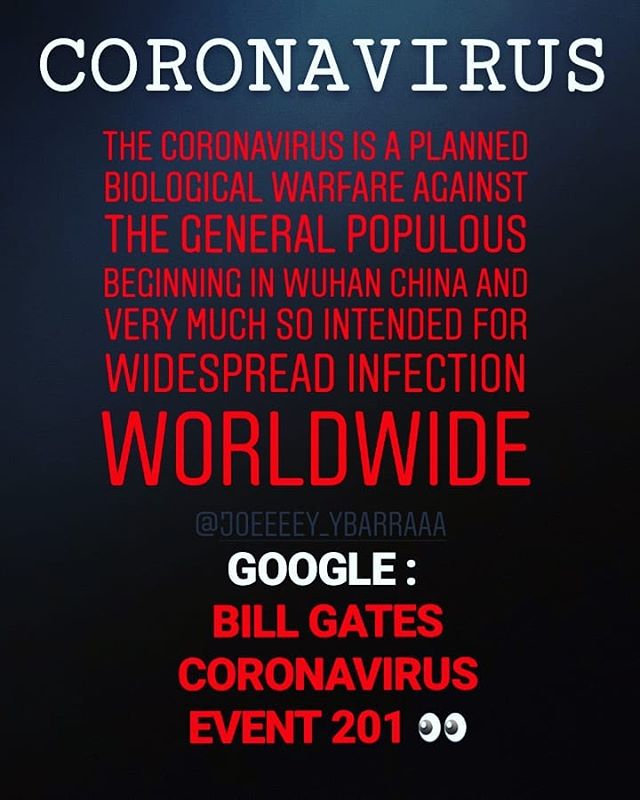 CORONAVIRUS
THE CORONAVIRUS IS A PLANNED
BIOLOGICAL WARFARE AGAINST
THE GENERAL POPULOUS
BEGINNING IN WUHAN CHINA AND
VERY MUCH SO INTENDED FOR
WIDESPREAD INFECTION
WORLDWIDE
@JOEEEEY_YBARRAAA
GOOGLE :
BILL GATES
CORONAVIRUS
EVENT 201 👀